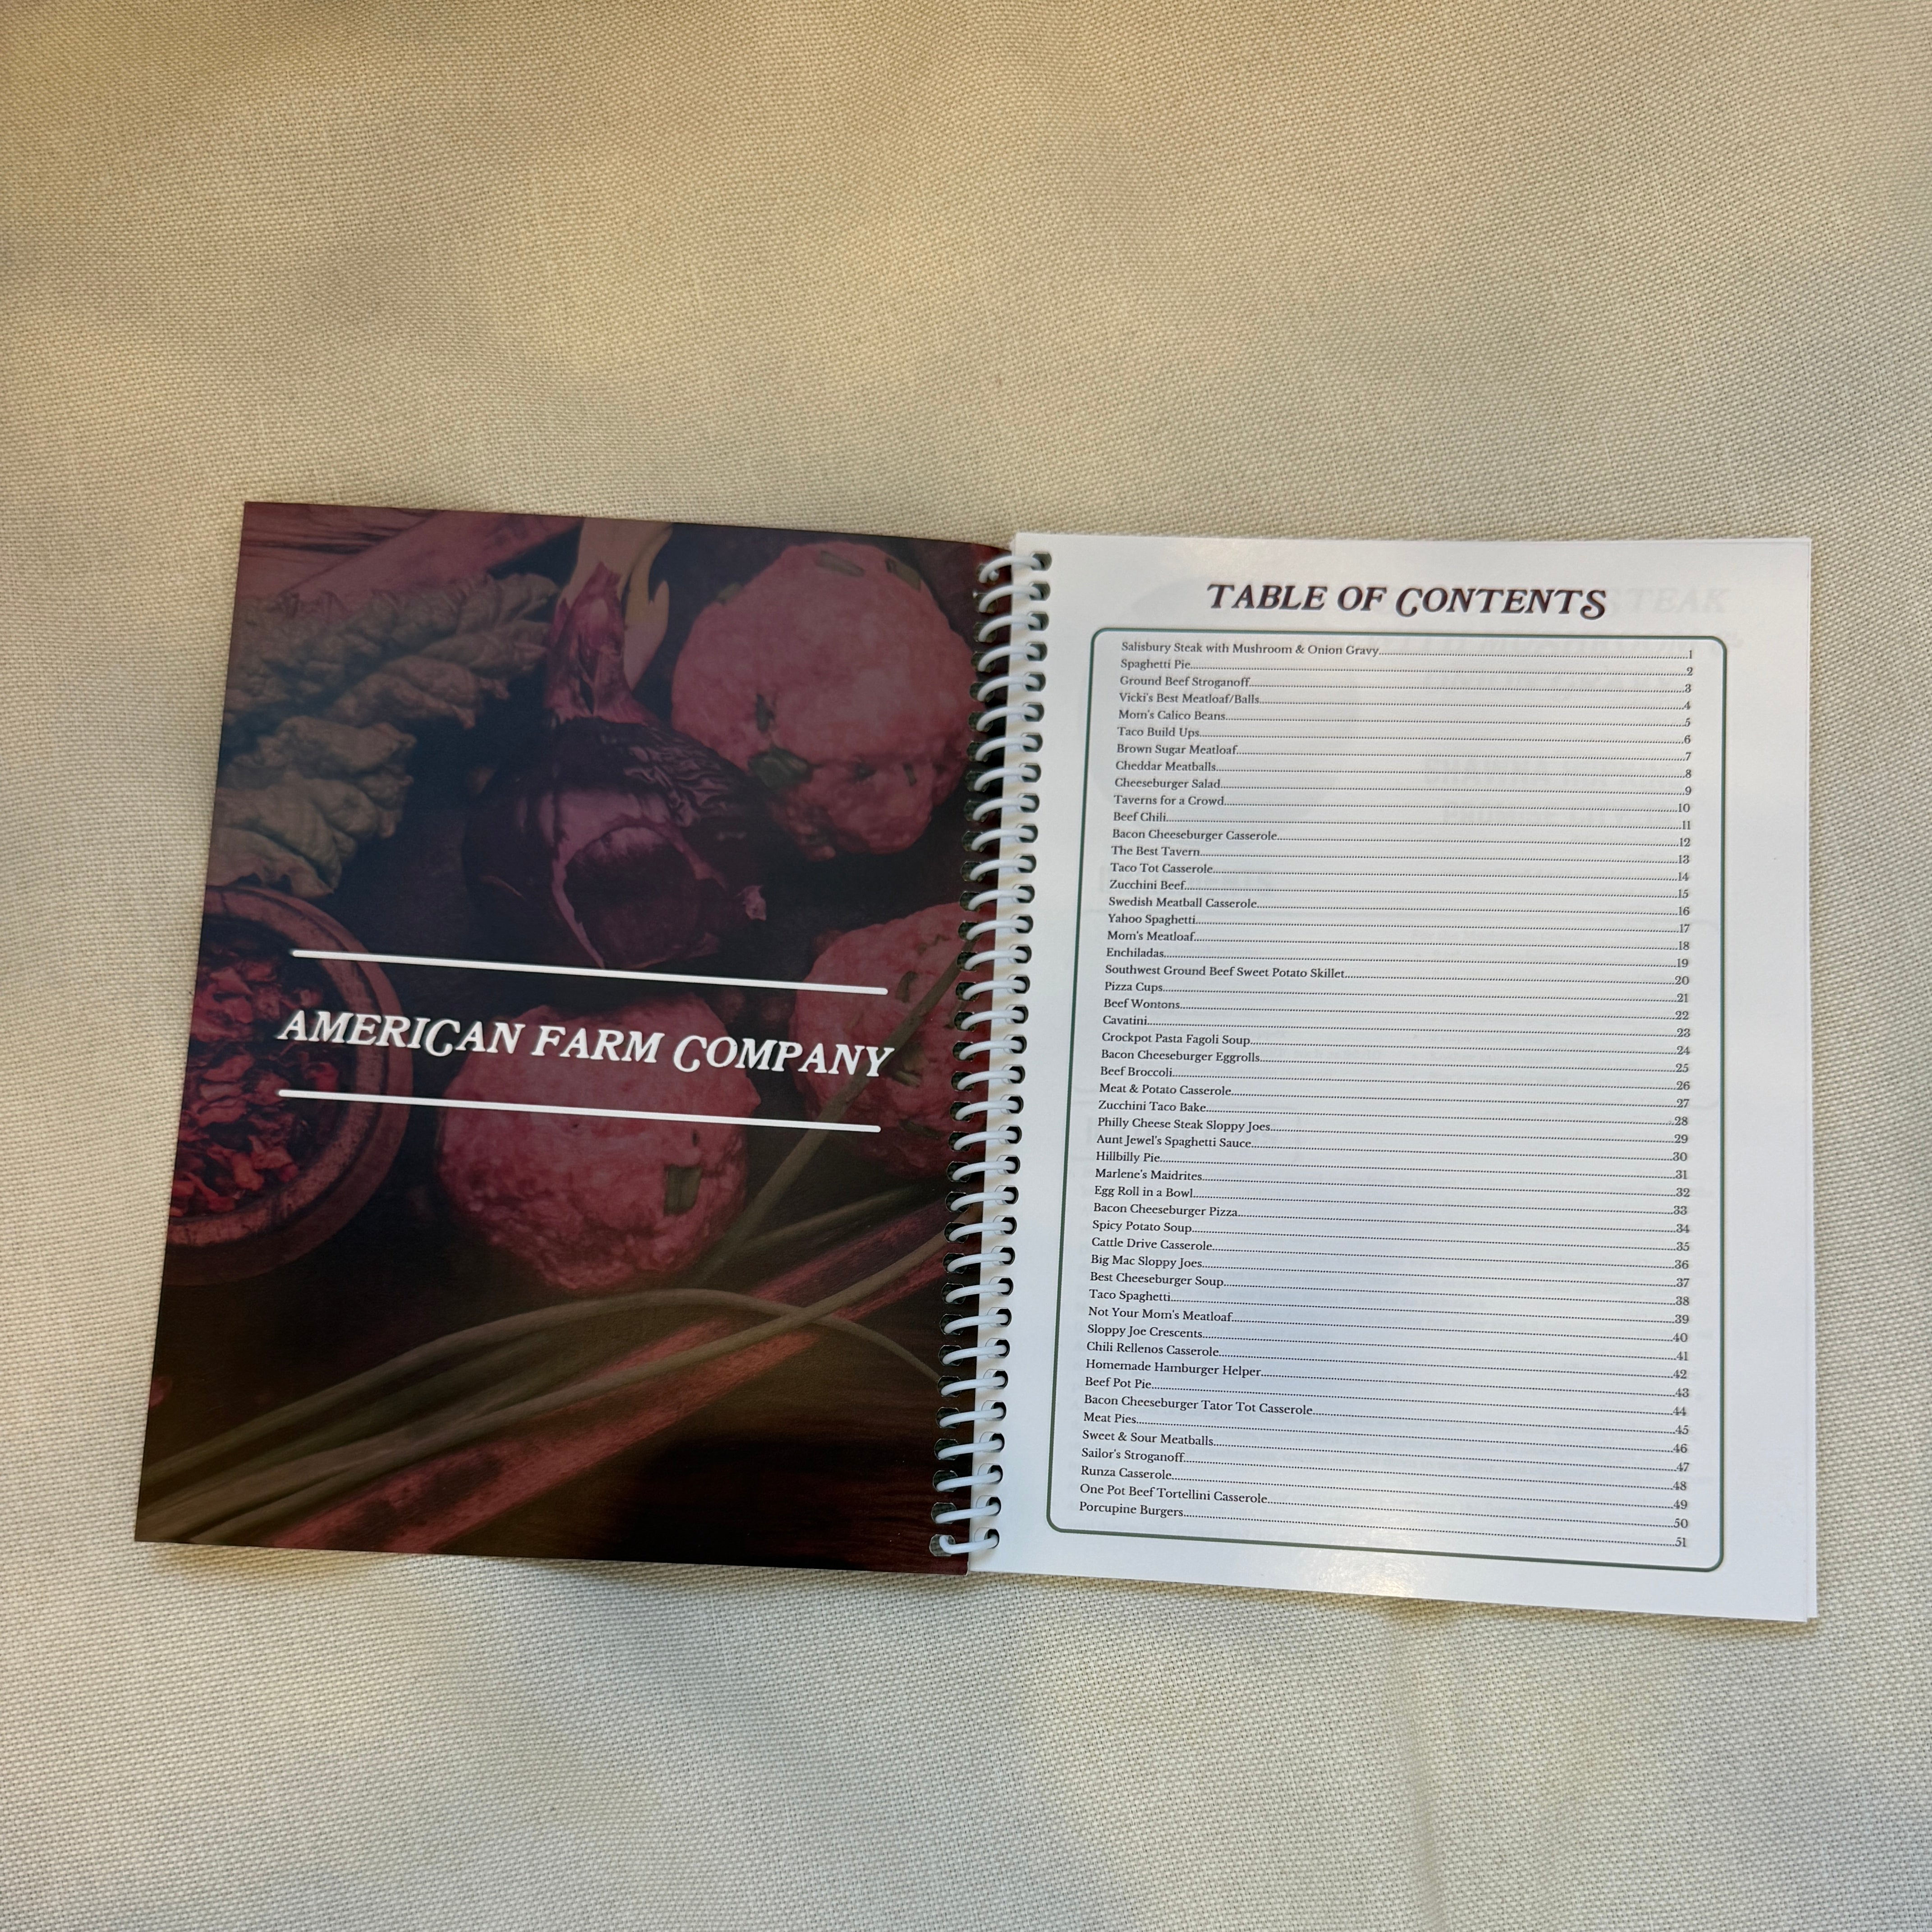 AMERICAN FARM COMPANY
TABLE OF CONTENTS
Salisbury Steak with Mushroom & Onion Gravy 1
Spaghetti Pie 2
Ground Beef Stroganoff 3
Vicki's Best Meatloaf/Balls 4
Mom's Calico Beans 5
Taco Build Ups 6
Brown Sugar Meatloaf 7
Cheddar Meatballs 8
Cheeseburger Salad 9
Taverns for a Crowd 10
Beef Chili 11
Bacon Cheeseburger Casserole 12
The Best Tavern 13
Taco Tot Casserole 14
Zucchini Beef 15
Swedish Meatball Casserole 16
Yahoo Spaghetti 17
Mom's Meatloaf 18
Enchiladas 19
Southwest Ground Beef Sweet Potato Skillet 20
Pizza Cups 21
Beef Wontons 22
Cavatini 23
Crockpot Pasta Fagoli Soup 24
Bacon Cheeseburger Eggrolls 25
Beef Broccoli 26
Meat & Potato Casserole 27
Zucchini Taco Bake 28
Philly Cheese Steak Sloppy Joes 29
Aunt Jewel's Spaghetti Sauce 30
Hillbilly Pie 31
Marlene's Maidrites 32
Egg Roll in a Bowl 33
Bacon Cheeseburger Pizza 34
Spicy Potato Soup 35
Cattle Drive Casserole 36
Big Mac Sloppy Joes 37
Best Cheeseburger Soup 38
Taco Spaghetti 39
Not Your Mom's Meatloaf 40
Sloppy Joe Crescents 41
Chili Rellenos Casserole 42
Homemade Hamburger Helper 43
Beef Pot Pie 44
Bacon Cheeseburger Tator Tot Casserole 45
Meat Pies 46
Sweet & Sour Meatballs 47
Sailor's Stroganoff 48
Runza Casserole 49
One Pot Beef Tortellini Casserole 50
Porcupine Burgers 51